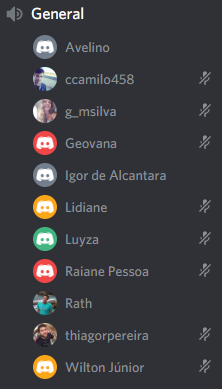 General
Avelino
ccamilo458
g_msilva
Geovana
Igor de Alcantara
Lidiane
Luyza
Raiane Pessoa
Rath
thiagorpereira
Wilton Júnior